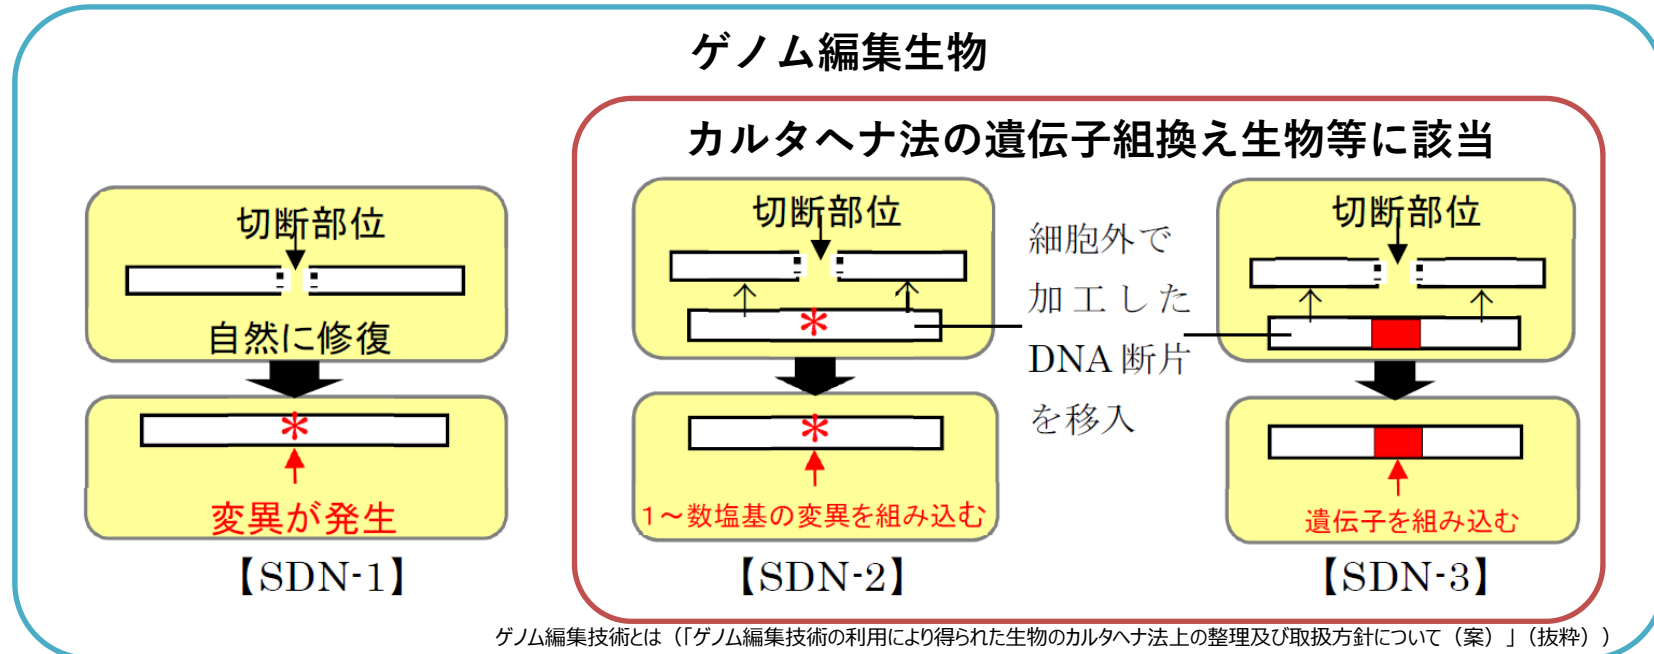 ゲノム編集生物
カルタヘナ法の遺伝子組換え生物等に該当
切断部位
自然に修復
＊
変異が発生
【SDN-1】
切断部位
＊
＊
1～数塩基の変異を組み込む
【SDN-2】
細胞外で
加工した
DNA 断片
を移入
切断部位
遺伝子を組み込む
【SDN-3】
ゲノム編集技術とは（「ゲノム編集技術の利用により得られた生物のカルタヘナ法上の整理及び取扱方針について（案）」（抜粋））